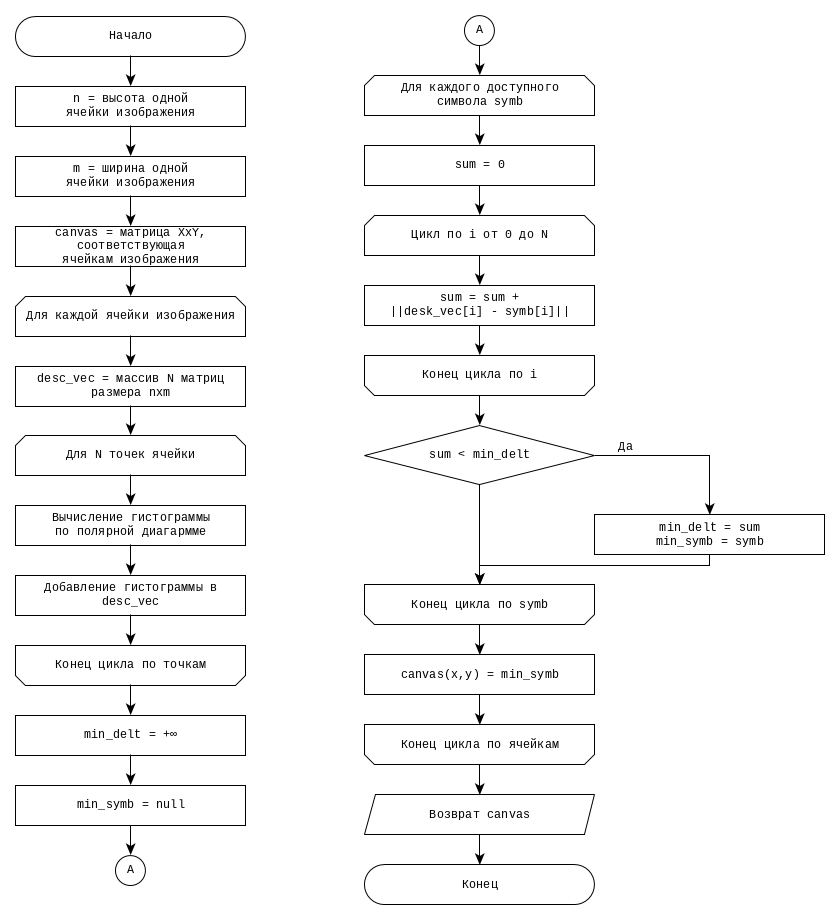 Начало
n = высота одной
ячейки изображения
m = ширина одной
ячейки изображения
canvas = матрица XxY,
соответствующая
ячейкам изображения
Для каждой ячейки изображения
desc_vec = массив N матриц
размера nxm
Для N точек ячейки
Вычисление гистограммы
по полярной диагармме
Добавление гистограммы в
desc_vec
Конец цикла по точкам
min_delt = +∞
min_symb = null
A
A
Для каждого доступного
символа symb
sum = 0
Цикл по i от 0 до N
sum = sum +
||desk_vec[i] - symb[i]||
Конец цикла по i
sum < min_delt
Да
min_delt = sum
min_symb = symb
Конец цикла по symb
canvas(x,y) = min_symb
Конец цикла по ячейкам
Возврат canvas
Конец